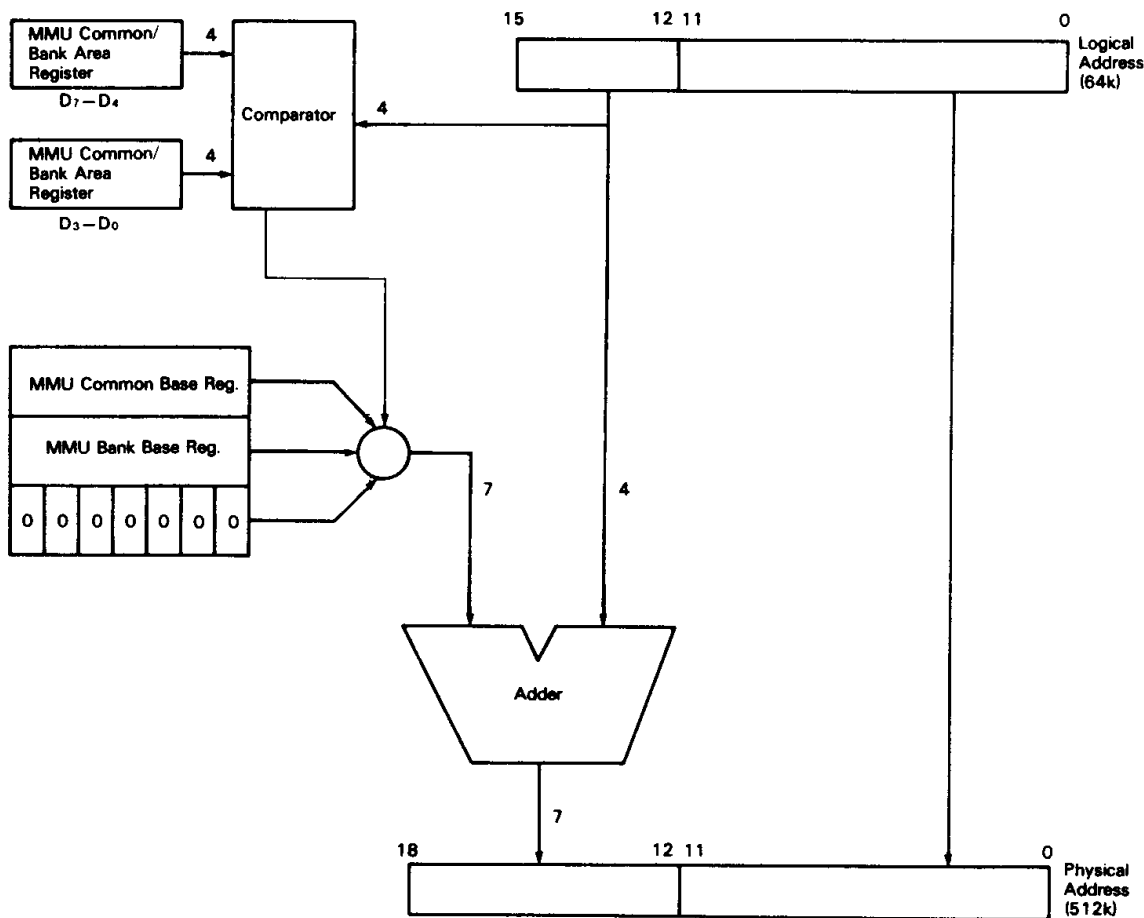 15 12 11 0
MMU Common/
Bank Area
Register
4
D7–D4
Comparator
4
Logical
Address
(64k)
MMU Common/
Bank Area
Register
4
D3–D0
MMU Common Base Reg.
MMU Bank Base Reg.
0 0 0 0 0 0 0
7
4
Adder
7
18 12 11 0
Physical
Address
(512k)